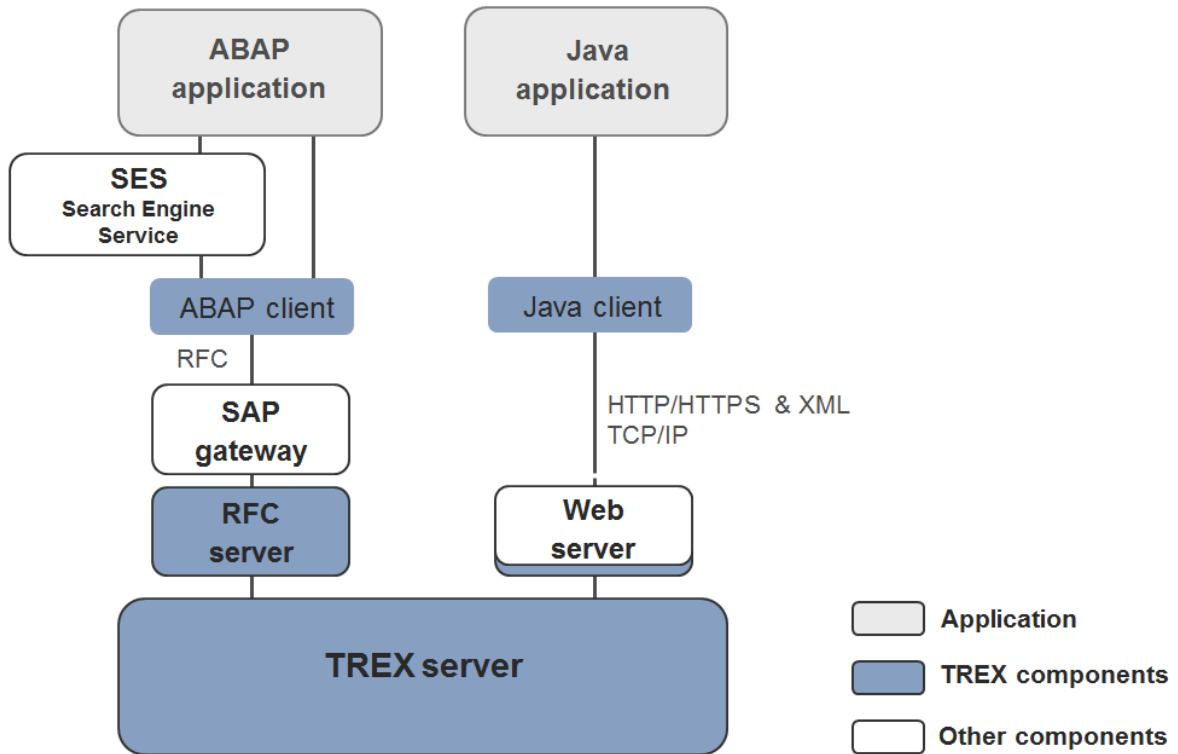 ABAP
application
Java
application
SES
Search Engine
Service
ABAP client
Java client
RFC
HTTP/HTTPS & XML
TCP/IP
SAP
gateway
RFC
server
Web
server
TREX server
Application
TREX components
Other components